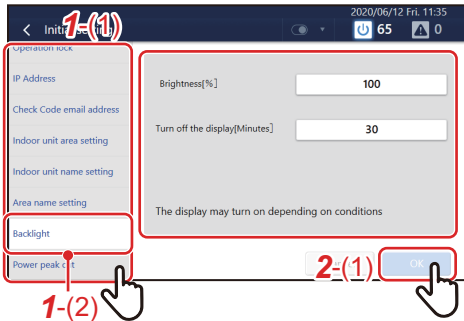 2020/06/12 Fri. 11:35
Initial setting
1-(1)
65
0
Operation lock
IP Address
Check Code email address
Indoor unit area setting
Indoor unit name setting
Area name setting
Backlight
Power peak cut
Brightness[%]
100
Turn off the display[Minutes]
30
The display may turn on depending on conditions
2-(1)
OK
1-(2)